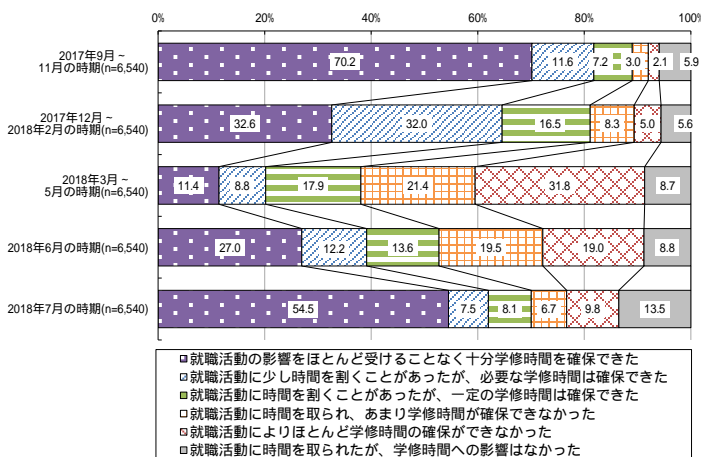 0% 20% 40% 60% 80% 100%
2017年9月～
11月の時期(n=6,540)
70.2 11.6 7.2 3.0 2.1 5.9
2017年12月～
2018年2月の時期(n=6,540)
32.6 32.0 16.5 8.3 5.0 5.6
2018年3月～
5月の時期(n=6,540)
11.4 8.8 17.9 21.4 31.8 8.7
2018年6月の時期(n=6,540)
27.0 12.2 13.6 19.5 19.0 8.8
2018年7月の時期(n=6,540)
54.5 7.5 8.1 6.7 9.8 13.5
就職活動の影響をほとんど受けることなく十分学修時間を確保できた
就職活動に少し時間を割くことがあったが、必要な学修時間は確保できた
就職活動に時間を割くことがあったが、一定の学修時間は確保できた
就職活動に時間を取られ、あまり学修時間が確保できなかった
就職活動によりほとんど学修時間の確保ができなかった
就職活動に時間を取られたが、学修時間への影響はなかった